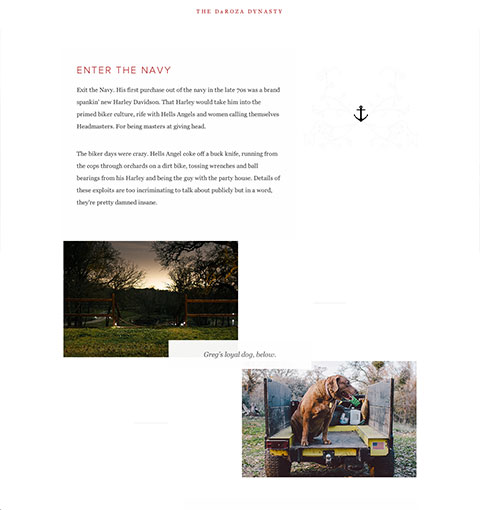 THE DaROZA DYNASTY
ENTER THE NAVY
Exit the Navy. His first purchase out of the navy in the late 70s was a brand
spankin' new Harley Davidson. That Harley would take him into the
primed biker culture, rife with Hells Angels and women calling themselves
Headmasters. For being masters at giving head.
The biker days were crazy. Hells Angel coke off a buck knife, running from
the cops through orchards on a dirt bike, tossing wrenches and ball
bearings from his Harley and being the guy with the party house. Details of
these exploits are too incriminating to talk about publicly but in a word,
they're pretty damned insane.
Greg's loyal dog, below.